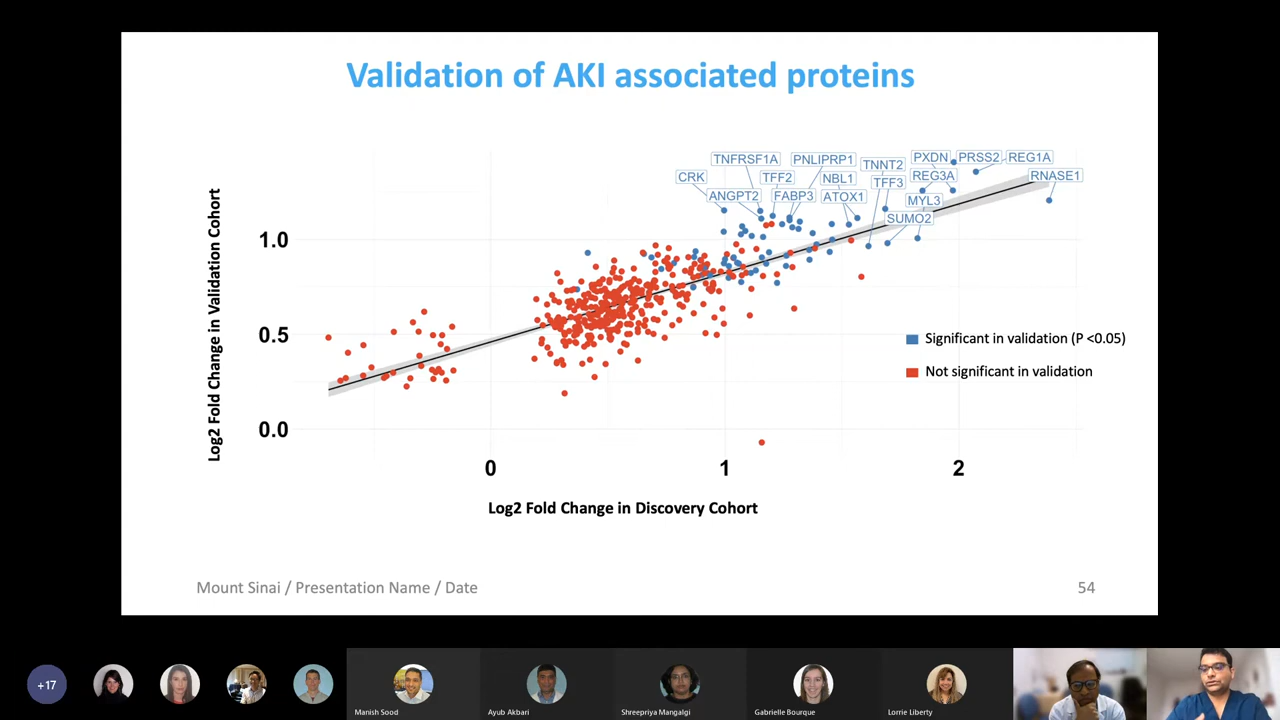 Validation of AKI associated proteins
Log2 Fold Change in Validation Cohort
1.0
0.5
0.0
TNFRSF1A
PNLIPRP1
TNNT2
PXDN
PRSS2
REG1A
CRK
TFF2
NBL1
TFF3
REG3A
RNASE1
ANGPT2
FABP3
ATOX1
MYL3
SUMO2
Significant in validation (P <0.05)
Not significant in validation
0
1
2
Log2 Fold Change in Discovery Cohort
Mount Sinai / Presentation Name / Date
54
+17
Manish Sood
Ayub Akbari
Shreepriya Mangalgi
Gabrielle Bourque
Lorrie Liberty